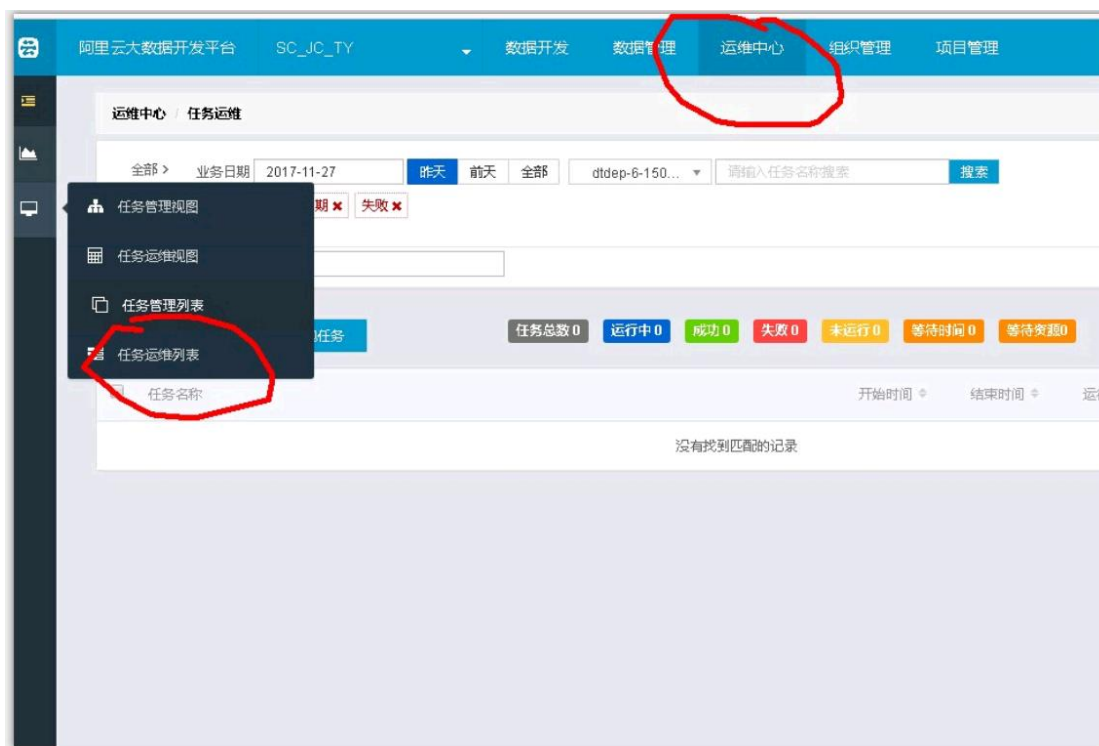 阿里云大数据开发平台 SC_JC_TY 数据开发 数据管理 运维中心 组织管理 项目管理
运维中心 / 任务运维
全部 > 业务日期 2017-11-27 昨天 前天 全部 dtdep-6-150... 请输入任务名称搜索 搜索
任务管理视图 期 × 失败 ×
任务运维视图
任务管理列表
任务运维列表 任务 任务总数 0 运行中 0 成功 0 失败 0 未运行 0 等待时间 0 等待资源0
任务名称 开始时间 结束时间 运行
没有找到匹配的记录